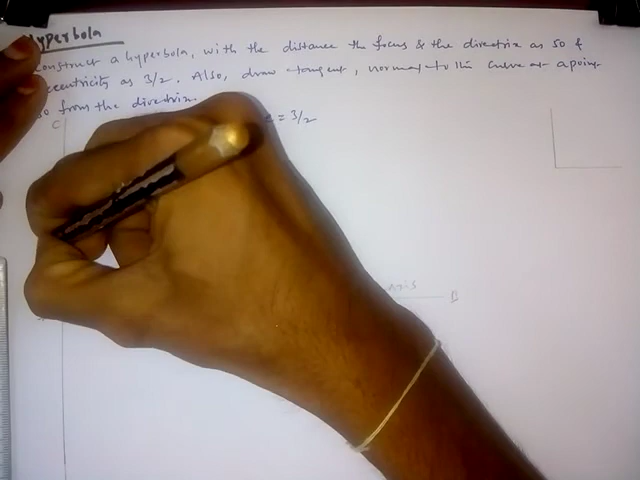 Hyperbola
Construct a hyperbola, with the distance the focus & the directrix as 50 &
eccentricity as 3/2. Also, draw tangent, normal to the curve at a point
from the directrix.
e = 3/2
C
axis
B